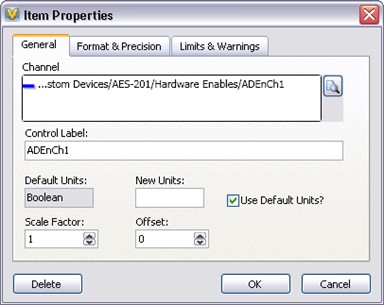 Item Properties
General Format & Precision Limits & Warnings
Channel
...stom Devices/AES-201/Hardware Enables/ADEnCh1
Control Label:
ADEnCh1
Default Units: New Units:
Boolean Use Default Units?
Scale Factor: Offset:
1 0
Delete OK Cancel